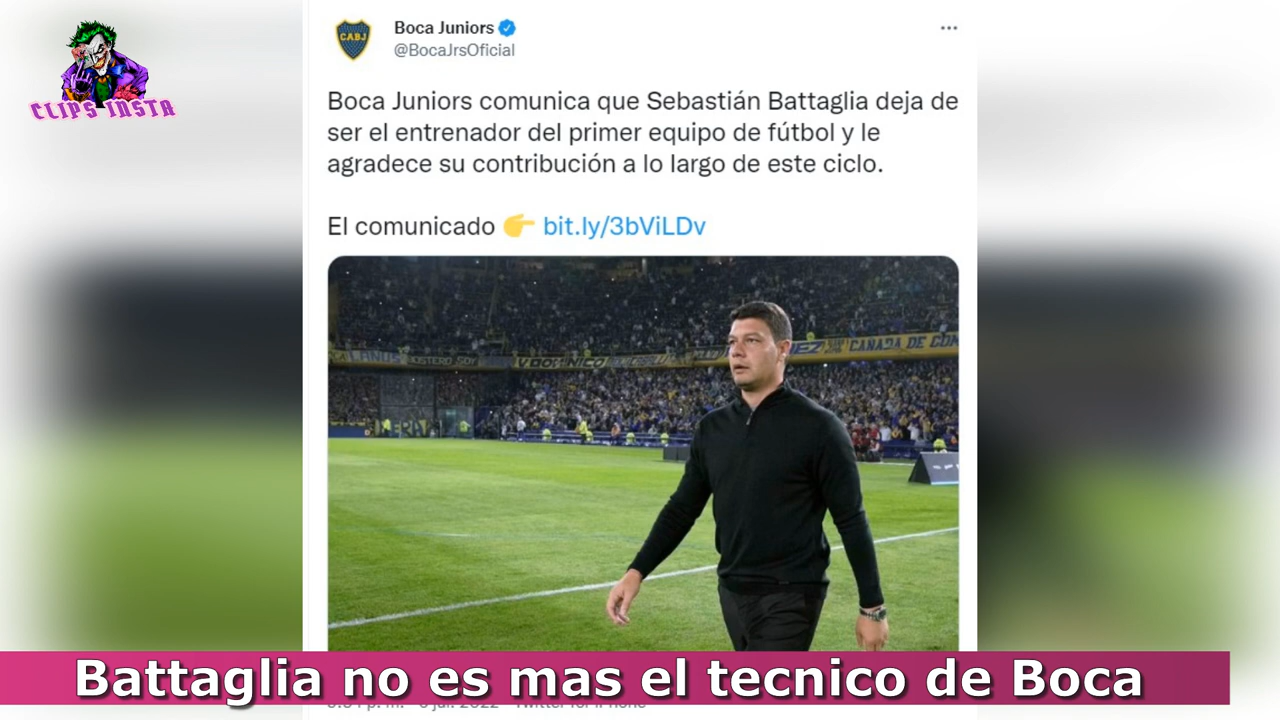 CLIPS INSTA
Boca Juniors
@BocaJrsOficial
Boca Juniors comunica que Sebastián Battaglia deja de
ser el entrenador del primer equipo de fútbol y le
agradece su contribución a lo largo de este ciclo.
El comunicado 👉 bit.ly/3bViLDv
CABJ
Battaglia no es mas el tecnico de Boca